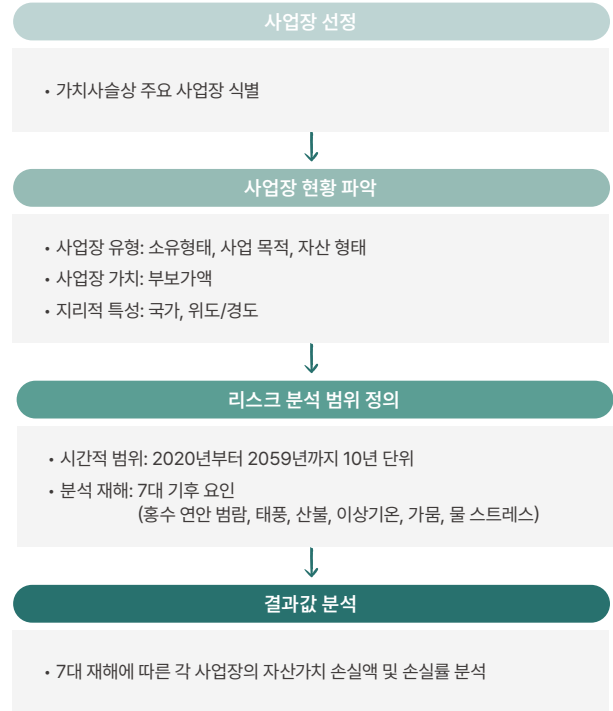 사업장 선정
• 가치사슬상 주요 사업장 식별
사업장 현황 파악
• 사업장 유형: 소유형태, 사업 목적, 자산 형태
• 사업장 가치: 부보가액
• 지리적 특성: 국가, 위도/경도
리스크 분석 범위 정의
• 시간적 범위: 2020년부터 2059년까지 10년 단위
• 분석 재해: 7대 기후 요인
(홍수 연안 범람, 태풍, 산불, 이상기온, 가뭄, 물 스트레스)
결과값 분석
• 7대 재해에 따른 각 사업장의 자산가치 손실액 및 손실률 분석